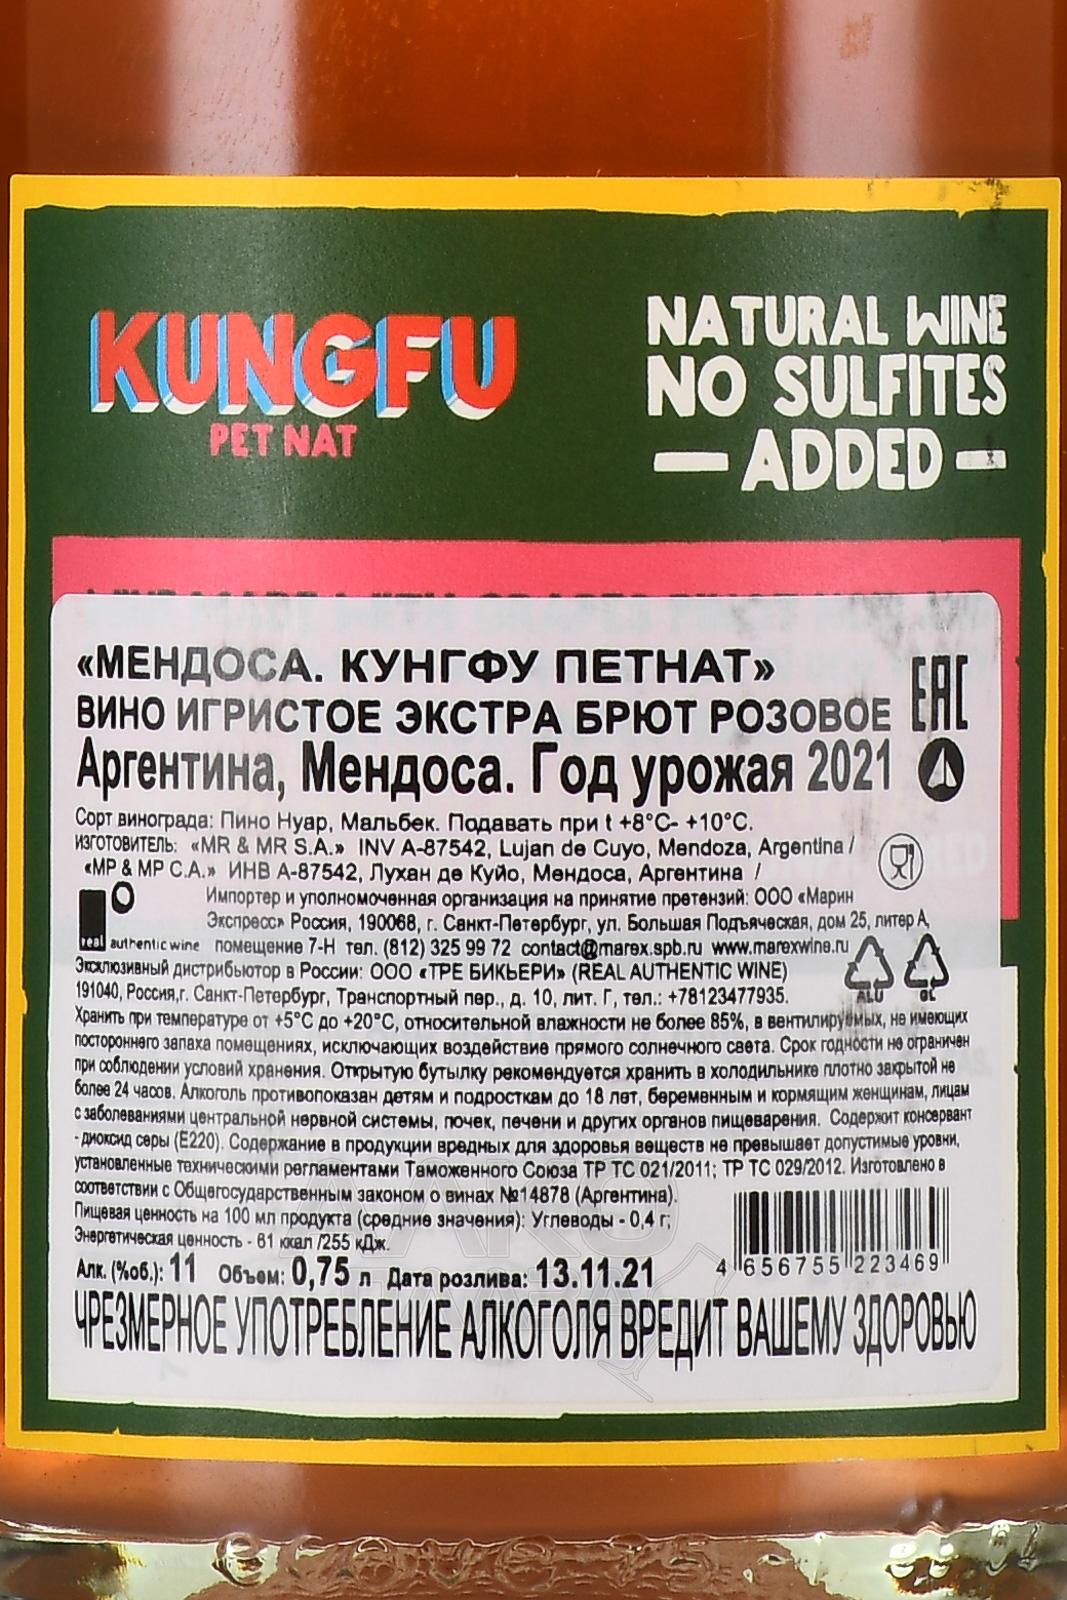 KUNGFU
PET NAT
NATURAL WINE
NO SULFITES
ADDED
«МЕНДОСА. КУНГФУ ПЕТНАТ»
ВИНО ИГРИСТОЕ ЭКСТРА БРЮТ РОЗОВОЕ
EAC
Аргентина, Мендоса. Год урожая 2021
Сорт винограда: Пино Нуар, Мальбек. Подавать при t +8°C- +10°C.
изготовитель: «MR & MR S.A.» INV A-87542, Lujan de Cuyo, Mendoza, Argentina /
«МР & МР С.А.» ИНВ А-87542, Лухан де Куйо, Мендоса, Аргентина /
Импортер и уполномоченная организация на принятие претензий: ООО «Марин
Экспресс» Россия, 190068, г. Санкт-Петербург, ул. Большая Подъяческая, дом 25, литер А,
real authentic wine помещение 7-Н тел. (812) 325 99 72 contact@marex.spb.ru www.marexwine.ru
Эксклюзивный дистрибьютор в России: ООО «ТРЕ БИКЬЕРИ» (REAL AUTHENTIC WINE)
191040, Россия,г. Санкт-Петербург, Транспортный пер., д. 10, лит. Г, тел.: +78123477935.
ALU
GL
Хранить при температуре от +5°C до +20°C, относительной влажности не более 85%, в вентилируемых, не имеющих
постороннего запаха помещениях, исключающих воздействие прямого солнечного света. Срок годности не ограничен
при соблюдении условий хранения. Открытую бутылку рекомендуется хранить в холодильнике плотно закрытой не
более 24 часов. Алкоголь противопоказан детям и подросткам до 18 лет, беременным и кормящим женщинам, лицам
с заболеваниями центральной нервной системы, почек, печени и других органов пищеварения. Содержит консервант
- диоксид серы (Е220). Содержание в продукции вредных для здоровья веществ не превышает допустимые уровни,
установленные техническими регламентами Таможенного Союза ТР ТС 021/2011; ТР ТС 029/2012. Изготовлено в
соответствии с Общегосударственным законом о винах №14878 (Аргентина).
Пищевая ценность на 100 мл продукта (средние значения): Углеводы - 0,4 г;
Энергетическая ценность - 61 ккал /255 кДж.
4 656755 223469
Алк. (%об.): 11 Объем: 0,75 л Дата розлива: 13.11.21
ЧРЕЗМЕРНОЕ УПОТРЕБЛЕНИЕ АЛКОГОЛЯ ВРЕДИТ ВАШЕМУ ЗДОРОВЬЮ